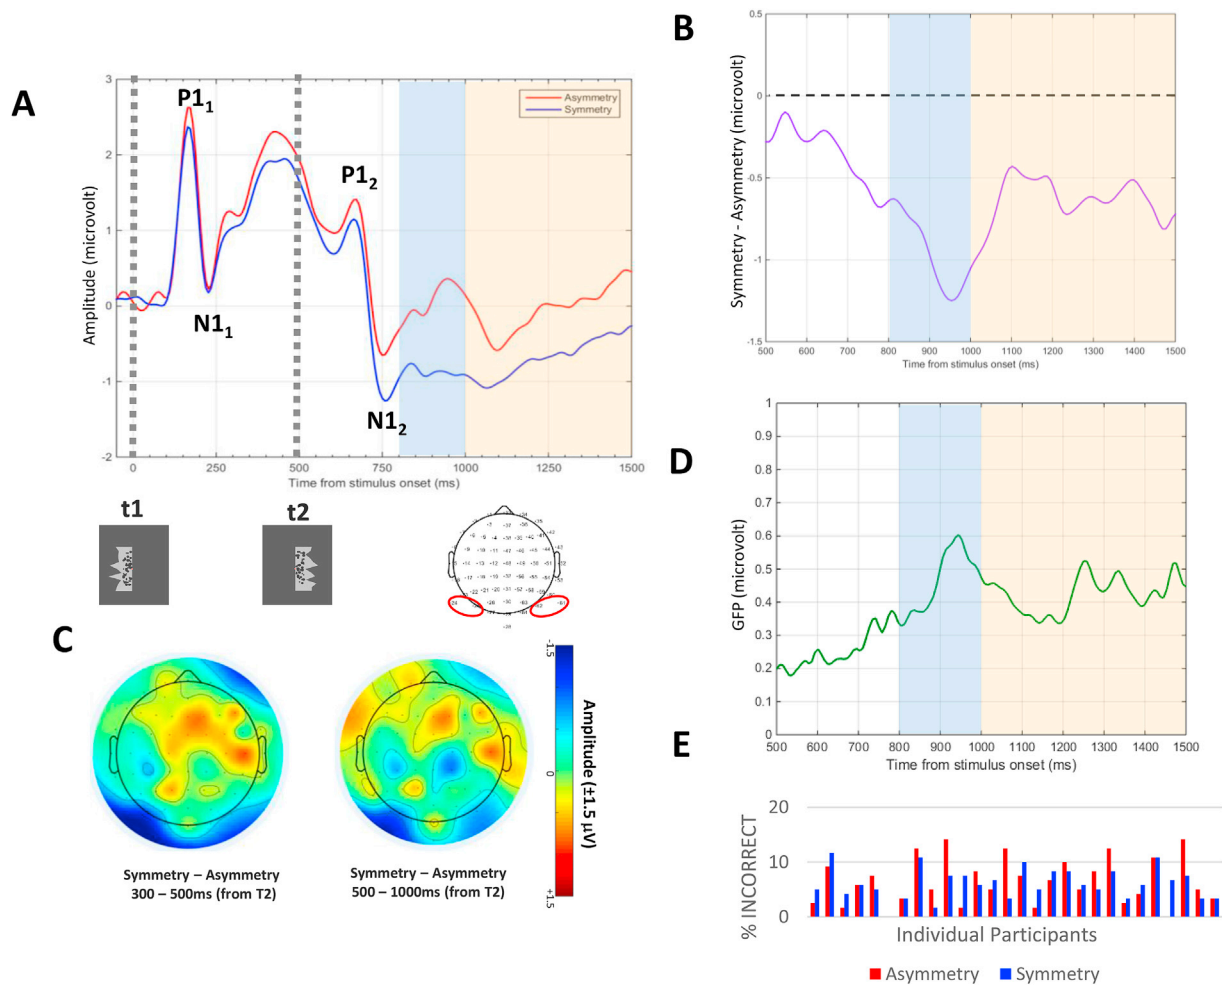 A
3
2
1
0
-1
-2
Amplitude (microvolt)
P1₁
N1₁
P1₂
N1₂
Asymmetry
Symmetry
0
250
500
750
1000
1250
1500
Time from stimulus onset (ms)
t1
t2
B
0.5
0
-0.5
-1
-1.5
Symmetry - Asymmetry (microvolt)
500
600
700
800
900
1000
1100
1200
1300
1400
1500
Time from stimulus onset (ms)
C
Symmetry – Asymmetry
300 – 500ms (from T2)
Symmetry – Asymmetry
500 – 1000ms (from T2)
-1.5
0
+1.5
Amplitude (±1.5 µV)
D
1
0.9
0.8
0.7
0.6
0.5
0.4
0.3
0.2
0.1
0
GFP (microvolt)
500
600
700
800
900
1000
1100
1200
1300
1400
1500
Time from stimulus onset (ms)
E
20
10
0
% INCORRECT
Individual Participants
Asymmetry
Symmetry